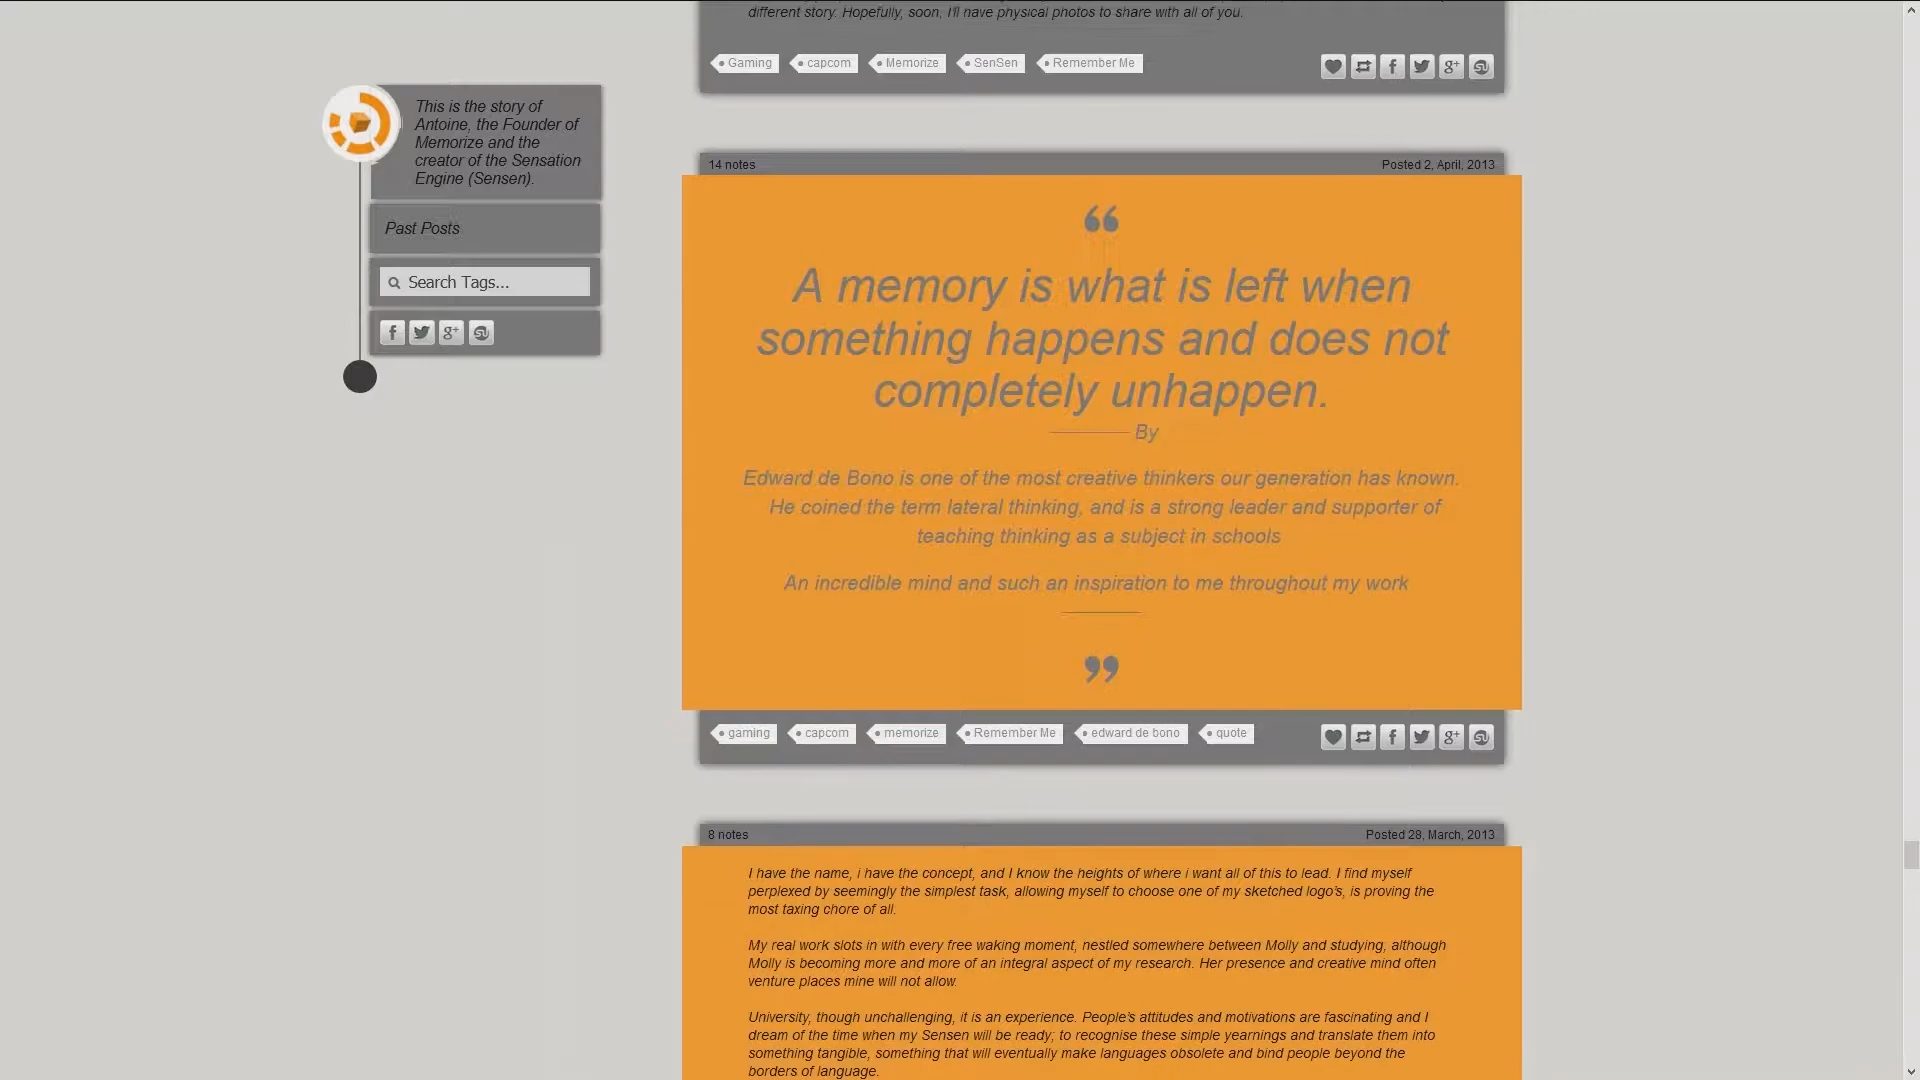 different story. Hopefully, soon, I'll have physical photos to share with all of you.
Gaming
capcom
Memorize
SenSen
Remember Me
This is the story of
Antoine, the Founder of
Memorize and the
creator of the Sensation
Engine (Sensen).
Past Posts
Search Tags...
14 notes
Posted 2, April, 2013
“
A memory is what is left when
something happens and does not
completely unhappen.
By
Edward de Bono is one of the most creative thinkers our generation has known.
He coined the term lateral thinking, and is a strong leader and supporter of
teaching thinking as a subject in schools
An incredible mind and such an inspiration to me throughout my work
”
gaming
capcom
memorize
Remember Me
edward de bono
quote
8 notes
Posted 28, March, 2013
I have the name, i have the concept, and I know the heights of where i want all of this to lead. I find myself
perplexed by seemingly the simplest task, allowing myself to choose one of my sketched logo's, is proving the
most taxing chore of all.
My real work slots in with every free waking moment, nestled somewhere between Molly and studying, although
Molly is becoming more and more of an integral aspect of my research. Her presence and creative mind often
venture places mine will not allow.
University, though unchallenging, it is an experience. People's attitudes and motivations are fascinating and I
dream of the time when my Sensen will be ready; to recognise these simple yearnings and translate them into
something tangible, something that will eventually make languages obsolete and bind people beyond the
borders of language.